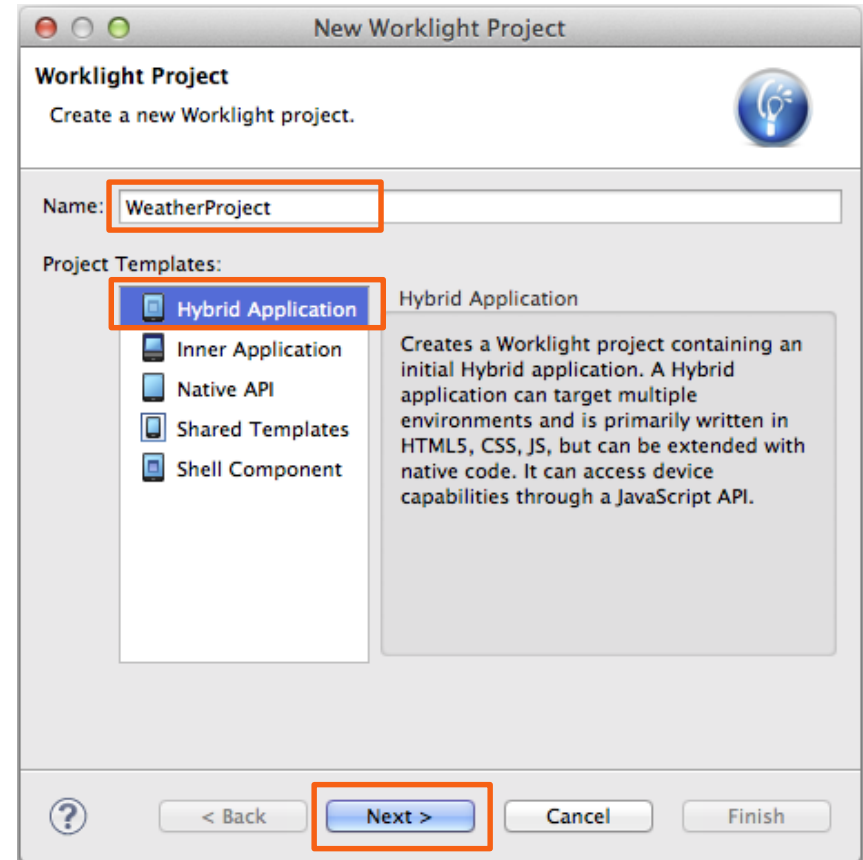 New Worklight Project
Worklight Project
Create a new Worklight project.
Name: WeatherProject
Project Templates:
Hybrid Application
Inner Application
Native API
Shared Templates
Shell Component
Hybrid Application
Creates a Worklight project containing an
initial Hybrid application. A Hybrid
application can target multiple
environments and is primarily written in
HTML5, CSS, JS, but can be extended with
native code. It can access device
capabilities through a JavaScript API.
? < Back Next > Cancel Finish